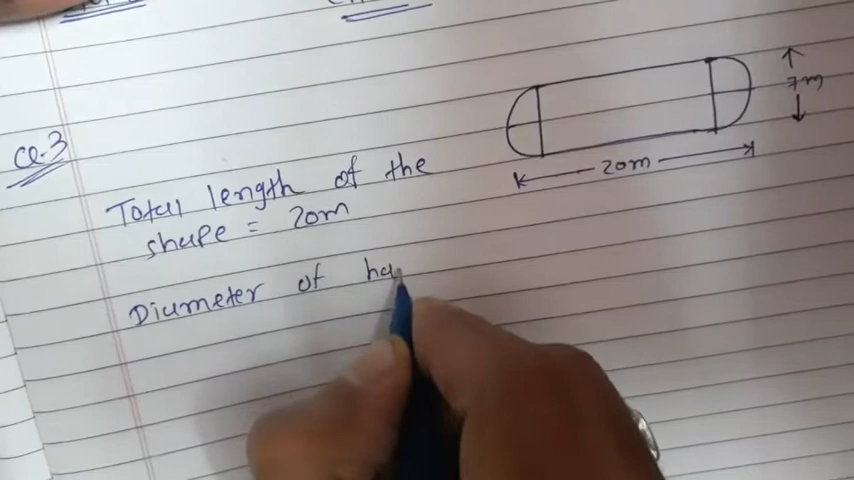 Q.3
Total length of the
shape = 20m
Diameter of ha
7m
20m